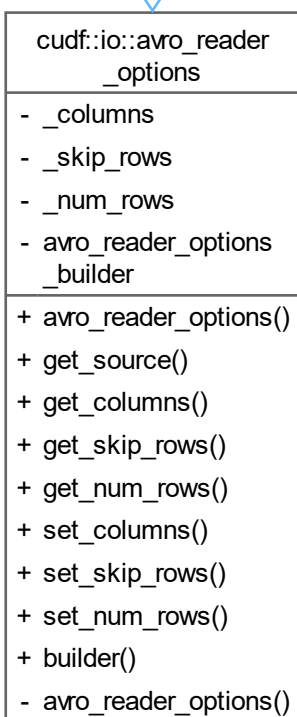 cudf::io::avro_reader
_options
- _columns
- _skip_rows
- _num_rows
- avro_reader_options
_builder
+ avro_reader_options()
+ get_source()
+ get_columns()
+ get_skip_rows()
+ get_num_rows()
+ set_columns()
+ set_skip_rows()
+ set_num_rows()
+ builder()
- avro_reader_options()